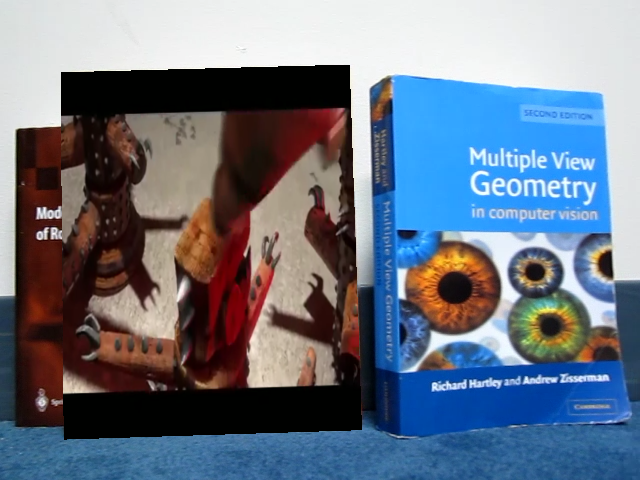 Mod
of Ro
Spri
Hartley and
Zisserman
Multiple View Geometry
SECOND EDITION
Multiple View
Geometry
in computer vision
Richard Hartley and Andrew Zisserman
CAMBRIDGE